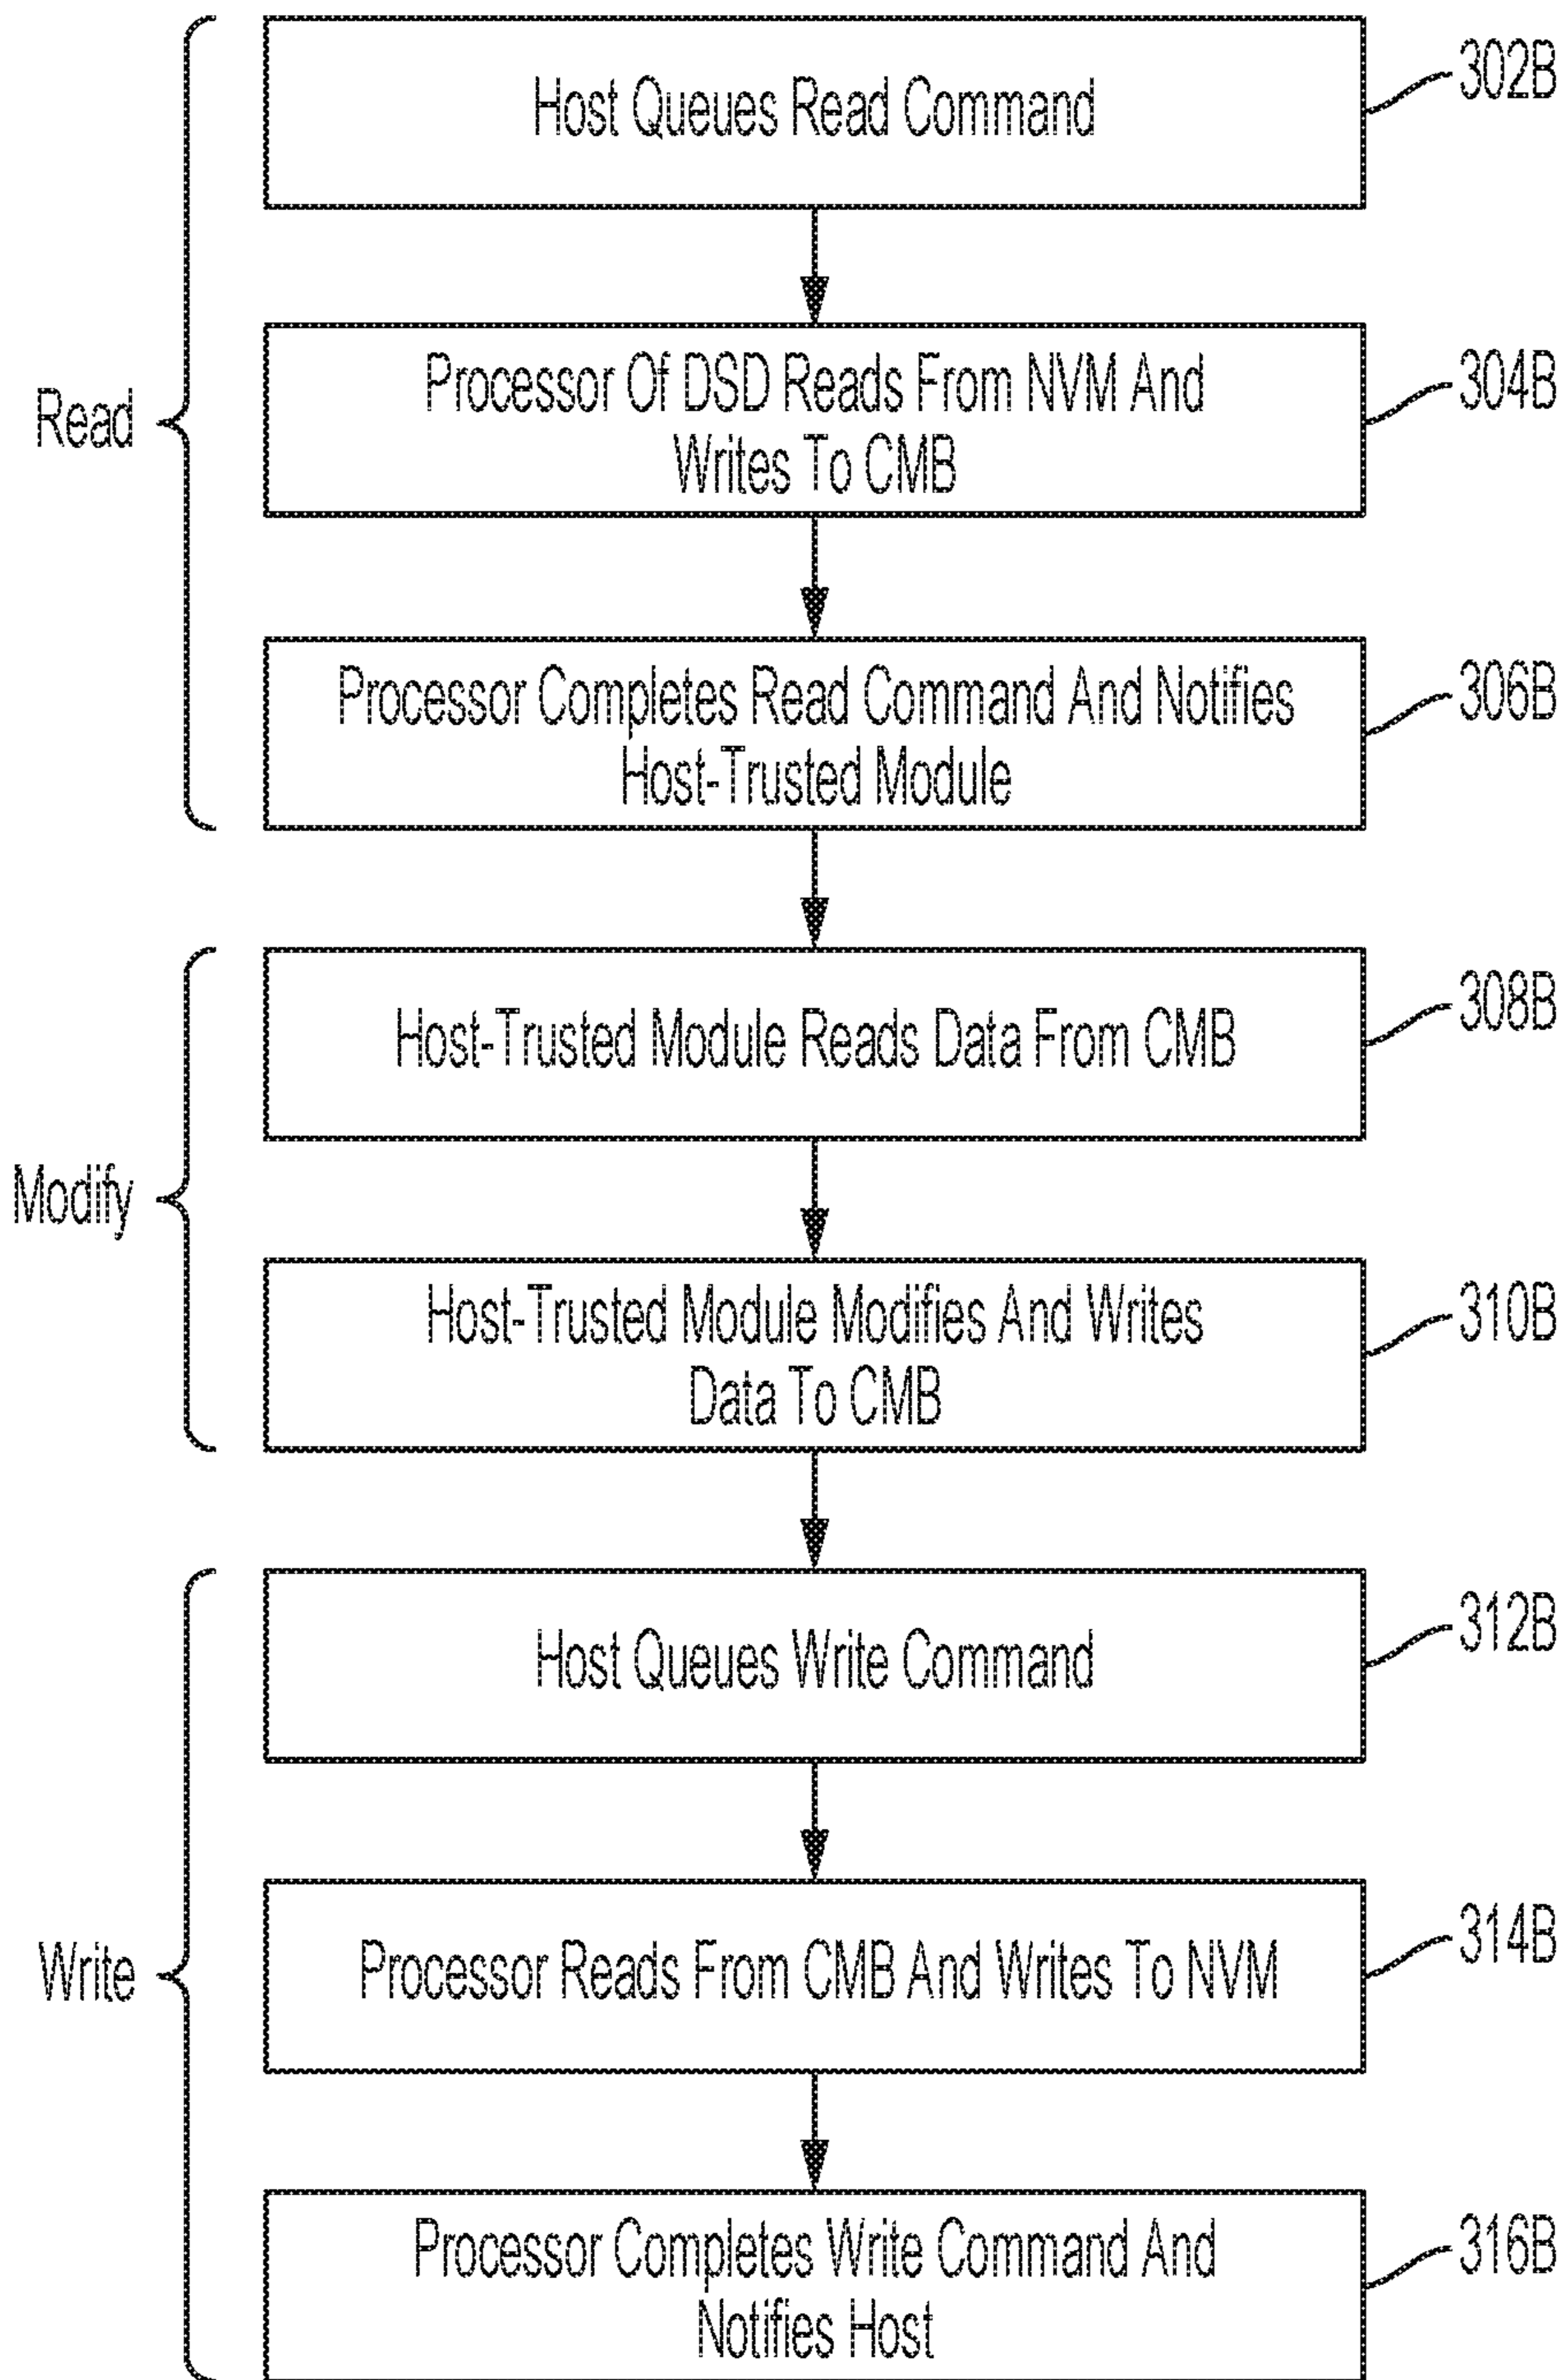 Host Queues Read Command
302B
Processor Of DSD Reads From NVM And
Writes To CMB
304B
Read
Processor Completes Read Command And Notifies
Host-Trusted Module
306B
Host-Trusted Module Reads Data From CMB
308B
Modify
Host-Trusted Module Modifies And Writes
Data To CMB
310B
Host Queues Write Command
312B
Processor Reads From CMB And Writes To NVM
314B
Write
Processor Completes Write Command And
Notifies Host
316B